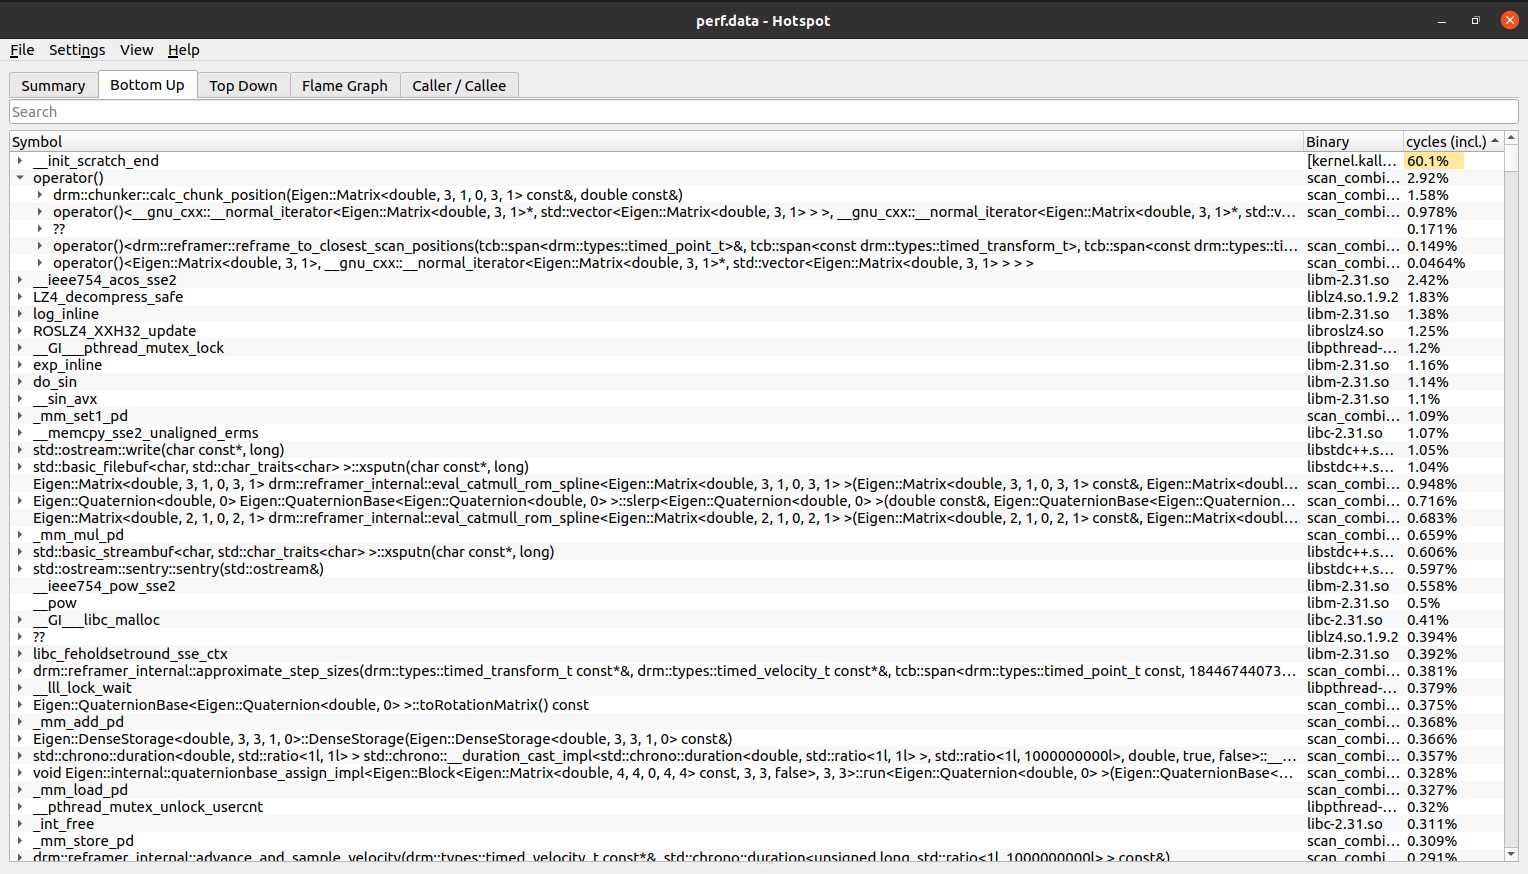 perf.data - Hotspot
File Settings View Help
Summary Bottom Up Top Down Flame Graph Caller / Callee
Search
Symbol Binary cycles (incl.)
__init_scratch_end [kernel.kall... 60.1%
operator() scan_combi... 2.92%
drm::chunker::calc_chunk_position(Eigen::Matrix<double, 3, 1, 0, 3, 1> const&, double const&) scan_combi... 1.58%
operator()<__gnu_cxx::__normal_iterator<Eigen::Matrix<double, 3, 1>*, std::vector<Eigen::Matrix<double, 3, 1> > >, __gnu_cxx::__normal_iterator<Eigen::Matrix<double, 3, 1>*, std::v... scan_combi... 0.978%
?? 0.171%
operator()<drm::reframer::reframe_to_closest_scan_positions(tcb::span<drm::types::timed_point_t>&, tcb::span<const drm::types::timed_transform_t>, tcb::span<const drm::types::ti... scan_combi... 0.149%
operator()<Eigen::Matrix<double, 3, 1>, __gnu_cxx::__normal_iterator<Eigen::Matrix<double, 3, 1>*, std::vector<Eigen::Matrix<double, 3, 1> > > > scan_combi... 0.0464%
__ieee754_acos_sse2 libm-2.31.so 2.42%
LZ4_decompress_safe liblz4.so.1.9.2 1.83%
log_inline libm-2.31.so 1.38%
ROSLZ4_XXH32_update libroslz4.so 1.25%
__GI___pthread_mutex_lock libpthread-... 1.2%
exp_inline libm-2.31.so 1.16%
do_sin libm-2.31.so 1.14%
__sin_avx libm-2.31.so 1.1%
_mm_set1_pd scan_combi... 1.09%
__memcpy_sse2_unaligned_erms libc-2.31.so 1.07%
std::ostream::write(char const*, long) libstdc++.s... 1.05%
std::basic_filebuf<char, std::char_traits<char> >::xsputn(char const*, long) libstdc++.s... 1.04%
Eigen::Matrix<double, 3, 1, 0, 3, 1> drm::reframer_internal::eval_catmull_rom_spline<Eigen::Matrix<double, 3, 1, 0, 3, 1> >(Eigen::Matrix<double, 3, 1, 0, 3, 1> const&, Eigen::Matrix<doubl... scan_combi... 0.948%
Eigen::Quaternion<double, 0> Eigen::QuaternionBase<Eigen::Quaternion<double, 0> >::slerp<Eigen::Quaternion<double, 0> >(double const&, Eigen::QuaternionBase<Eigen::Quaternion... scan_combi... 0.716%
Eigen::Matrix<double, 2, 1, 0, 2, 1> drm::reframer_internal::eval_catmull_rom_spline<Eigen::Matrix<double, 2, 1, 0, 2, 1> >(Eigen::Matrix<double, 2, 1, 0, 2, 1> const&, Eigen::Matrix<doubl... scan_combi... 0.683%
_mm_mul_pd scan_combi... 0.659%
std::basic_streambuf<char, std::char_traits<char> >::xsputn(char const*, long) libstdc++.s... 0.606%
std::ostream::sentry::sentry(std::ostream&) libstdc++.s... 0.597%
__ieee754_pow_sse2 libm-2.31.so 0.558%
__pow libm-2.31.so 0.5%
__GI___libc_malloc libc-2.31.so 0.41%
?? liblz4.so.1.9.2 0.394%
libc_feholdsetround_sse_ctx libm-2.31.so 0.392%
drm::reframer_internal::approximate_step_sizes(drm::types::timed_transform_t const*&, drm::types::timed_velocity_t const*&, tcb::span<drm::types::timed_point_t const, 18446744073... scan_combi... 0.381%
__lll_lock_wait libpthread-... 0.379%
Eigen::QuaternionBase<Eigen::Quaternion<double, 0> >::toRotationMatrix() const scan_combi... 0.375%
_mm_add_pd scan_combi... 0.368%
Eigen::DenseStorage<double, 3, 3, 1, 0>::DenseStorage(Eigen::DenseStorage<double, 3, 3, 1, 0> const&) scan_combi... 0.366%
std::chrono::duration<double, std::ratio<1l, 1l> > std::chrono::__duration_cast_impl<std::chrono::duration<double, std::ratio<1l, 1l> >, std::ratio<1l, 1000000000l>, double, true, false>::__... scan_combi... 0.357%
void Eigen::internal::quaternionbase_assign_impl<Eigen::Block<Eigen::Matrix<double, 4, 4, 0, 4, 4> const, 3, 3, false>, 3, 3>::run<Eigen::Quaternion<double, 0> >(Eigen::QuaternionBase<... scan_combi... 0.328%
_mm_load_pd scan_combi... 0.327%
__pthread_mutex_unlock_usercnt libpthread-... 0.32%
_int_free libc-2.31.so 0.311%
_mm_store_pd scan_combi... 0.309%
drm::reframer_internal::advance_and_sample_velocity(drm::types::timed_velocity_t const*&, std::chrono::duration<unsigned long, std::ratio<1l, 1000000000l> > const&) scan_combi... 0.291%